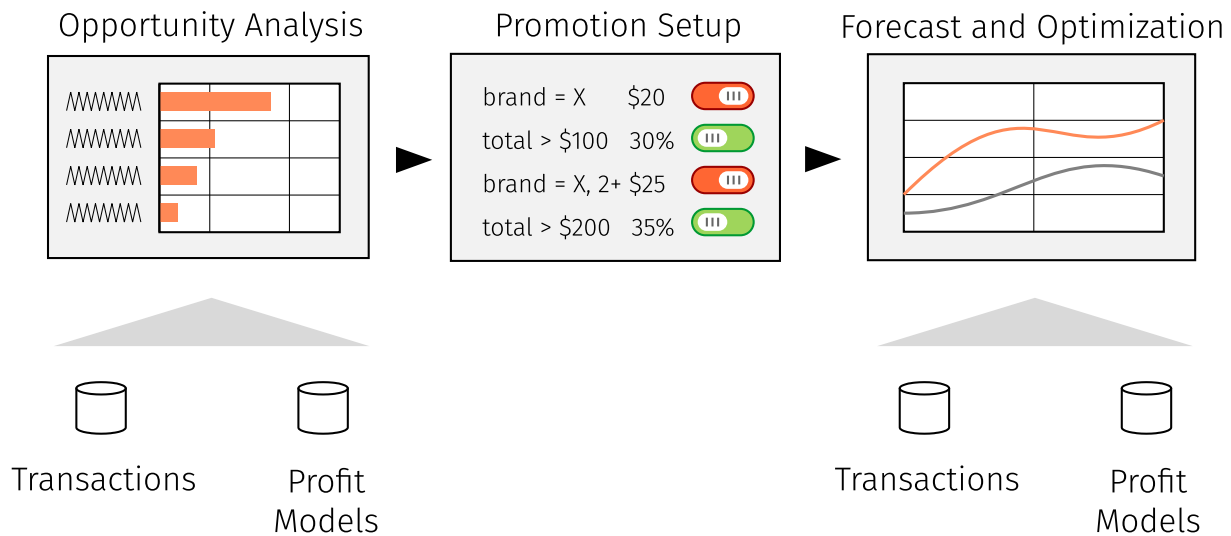 Opportunity Analysis
Promotion Setup
Forecast and Optimization
brand = X $20
total > $100 30%
brand = X, 2+ $25
total > $200 35%
Transactions
Profit
Models
Transactions
Profit
Models